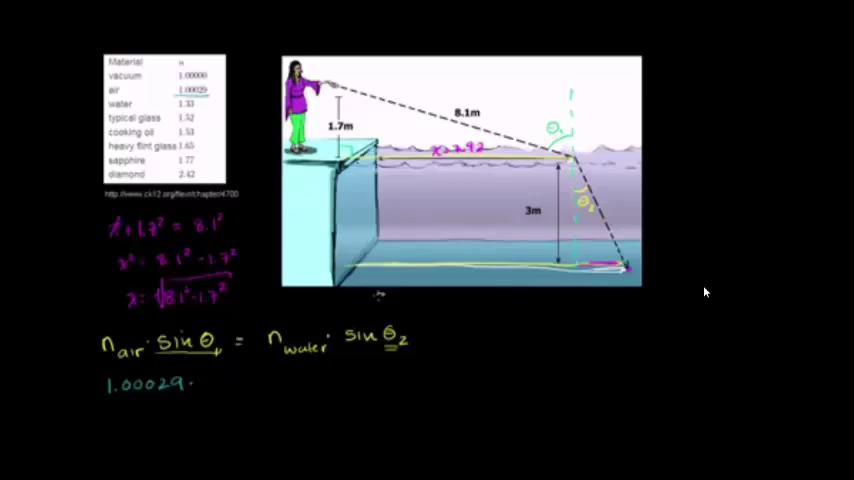 Material n
vacuum 1.00000
air 1.00029
water 1.33
typical glass 1.52
cooking oil 1.53
heavy flint glass 1.65
sapphire 1.77
diamond 2.42
http://www.ck12.org/flexr/chapter/4700
8.1m
1.7m
θ₁
x=7.92
θ₂
3m
x²+1.7² = 8.1²
x² = 8.1² - 1.7²
x = √8.1² - 1.7²
n air · sin θ₁ = n water · sin θ₂
1.00029 ·